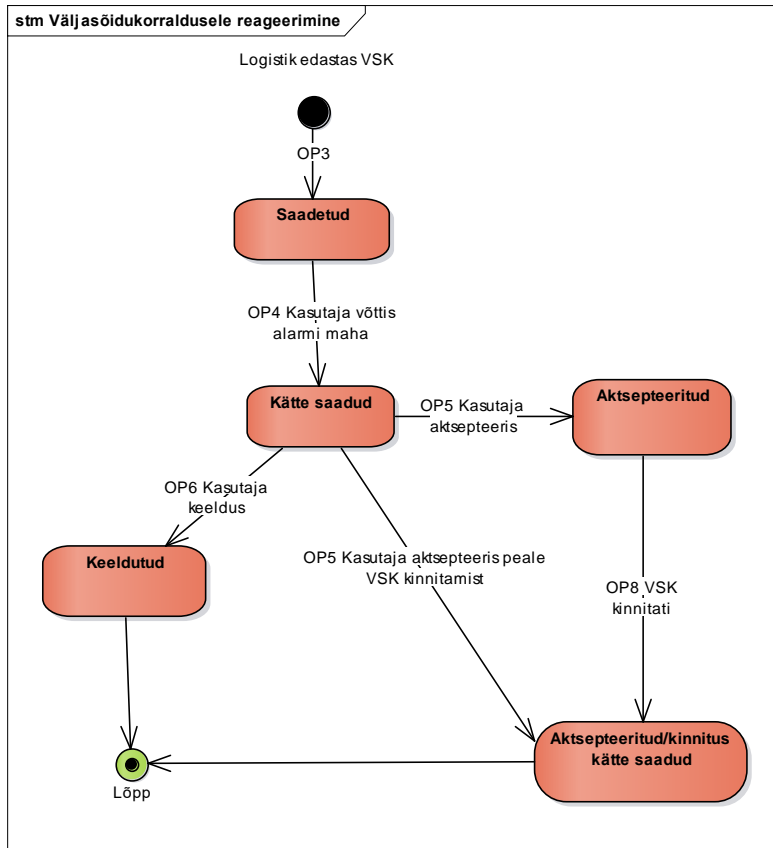 stm Väljasõidukorraldusele reageerimine
Logistik edastas VSK
OP3
Saadetud
OP4 Kasutaja võttis
alarmi maha
Kätte saadud
OP5 Kasutaja
aktsepteeris
Aktsepteeritud
OP6 Kasutaja
keeldus
Keeldutud
OP5 Kasutaja aktsepteeris peale
VSK kinnitamist
OP8 VSK
kinnitati
Aktsepteeritud/kinnitus
kätte saadud
Lõpp